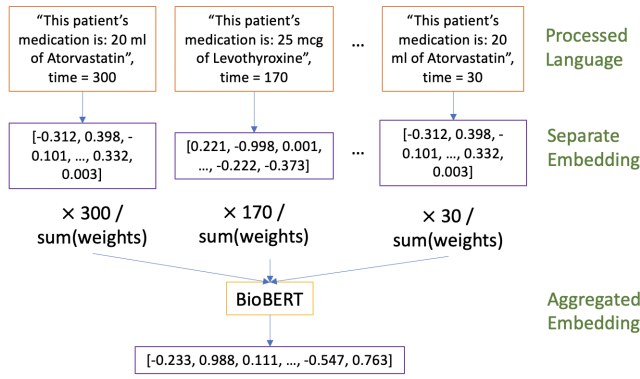 “This patient’s
medication is: 20 ml
of Atorvastatin”,
time = 300
“This patient’s
medication is: 25 mcg
of Levothyroxine”,
time = 170
...
“This patient’s
medication is: 20
ml of Atorvastatin”,
time = 30
Processed
Language
[-0.312, 0.398, -
0.101, ..., 0.332,
0.003]
[0.221, -0.998, 0.001,
..., -0.222, -0.373]
...
[-0.312, 0.398, -
0.101, ..., 0.332,
0.003]
Separate
Embedding
× 300 /
sum(weights)
× 170 /
sum(weights)
× 30 /
sum(weights)
BioBERT
Aggregated
Embedding
[-0.233, 0.988, 0.111, ..., -0.547, 0.763]